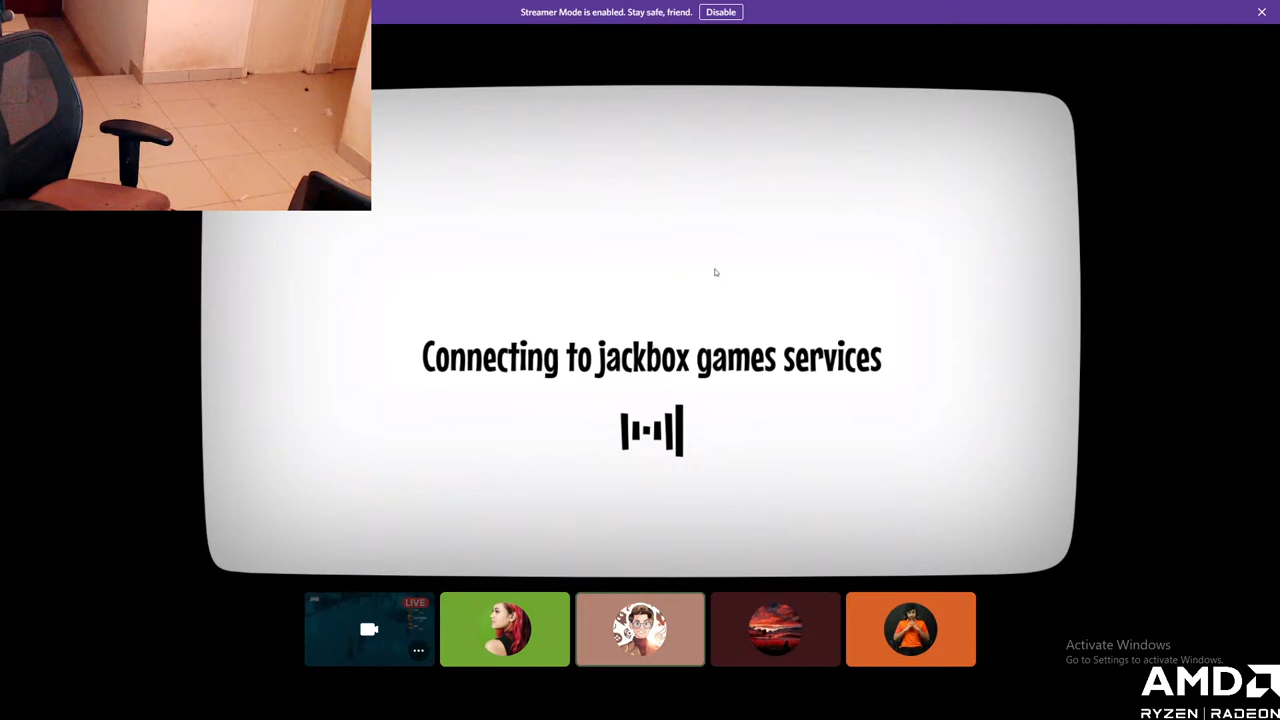 Streamer Mode is enabled. Stay safe, friend. Disable
Connecting to jackbox games services
LIVE
Activate Windows
Go to Settings to activate Windows.
AMD
RYZEN | RADEON